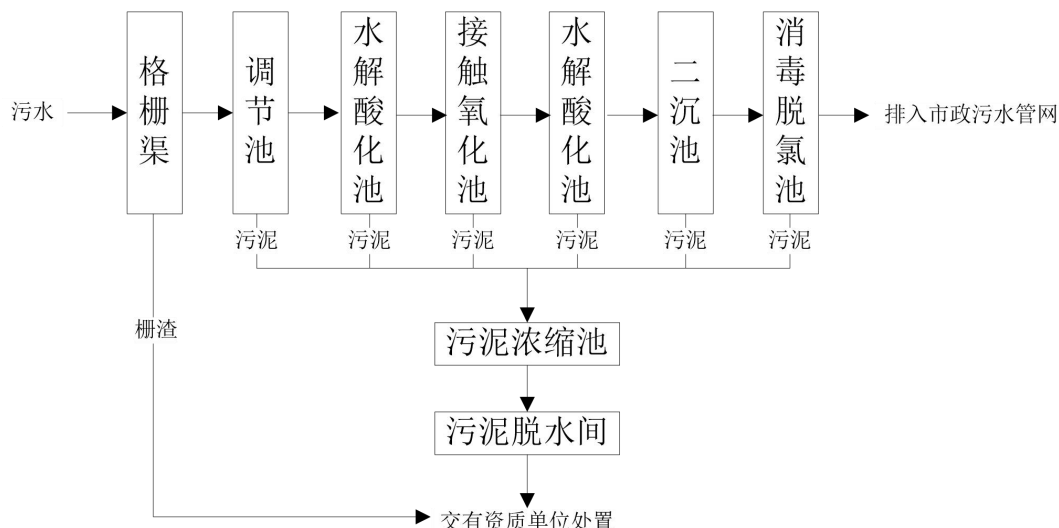 污水
格栅渠
调节池
水解酸化池
接触氧化池
水解酸化池
二沉池
消毒脱氯池
排入市政污水管网
污泥
污泥
污泥
污泥
污泥
污泥
栅渣
污泥浓缩池
污泥脱水间
交有资质单位处置